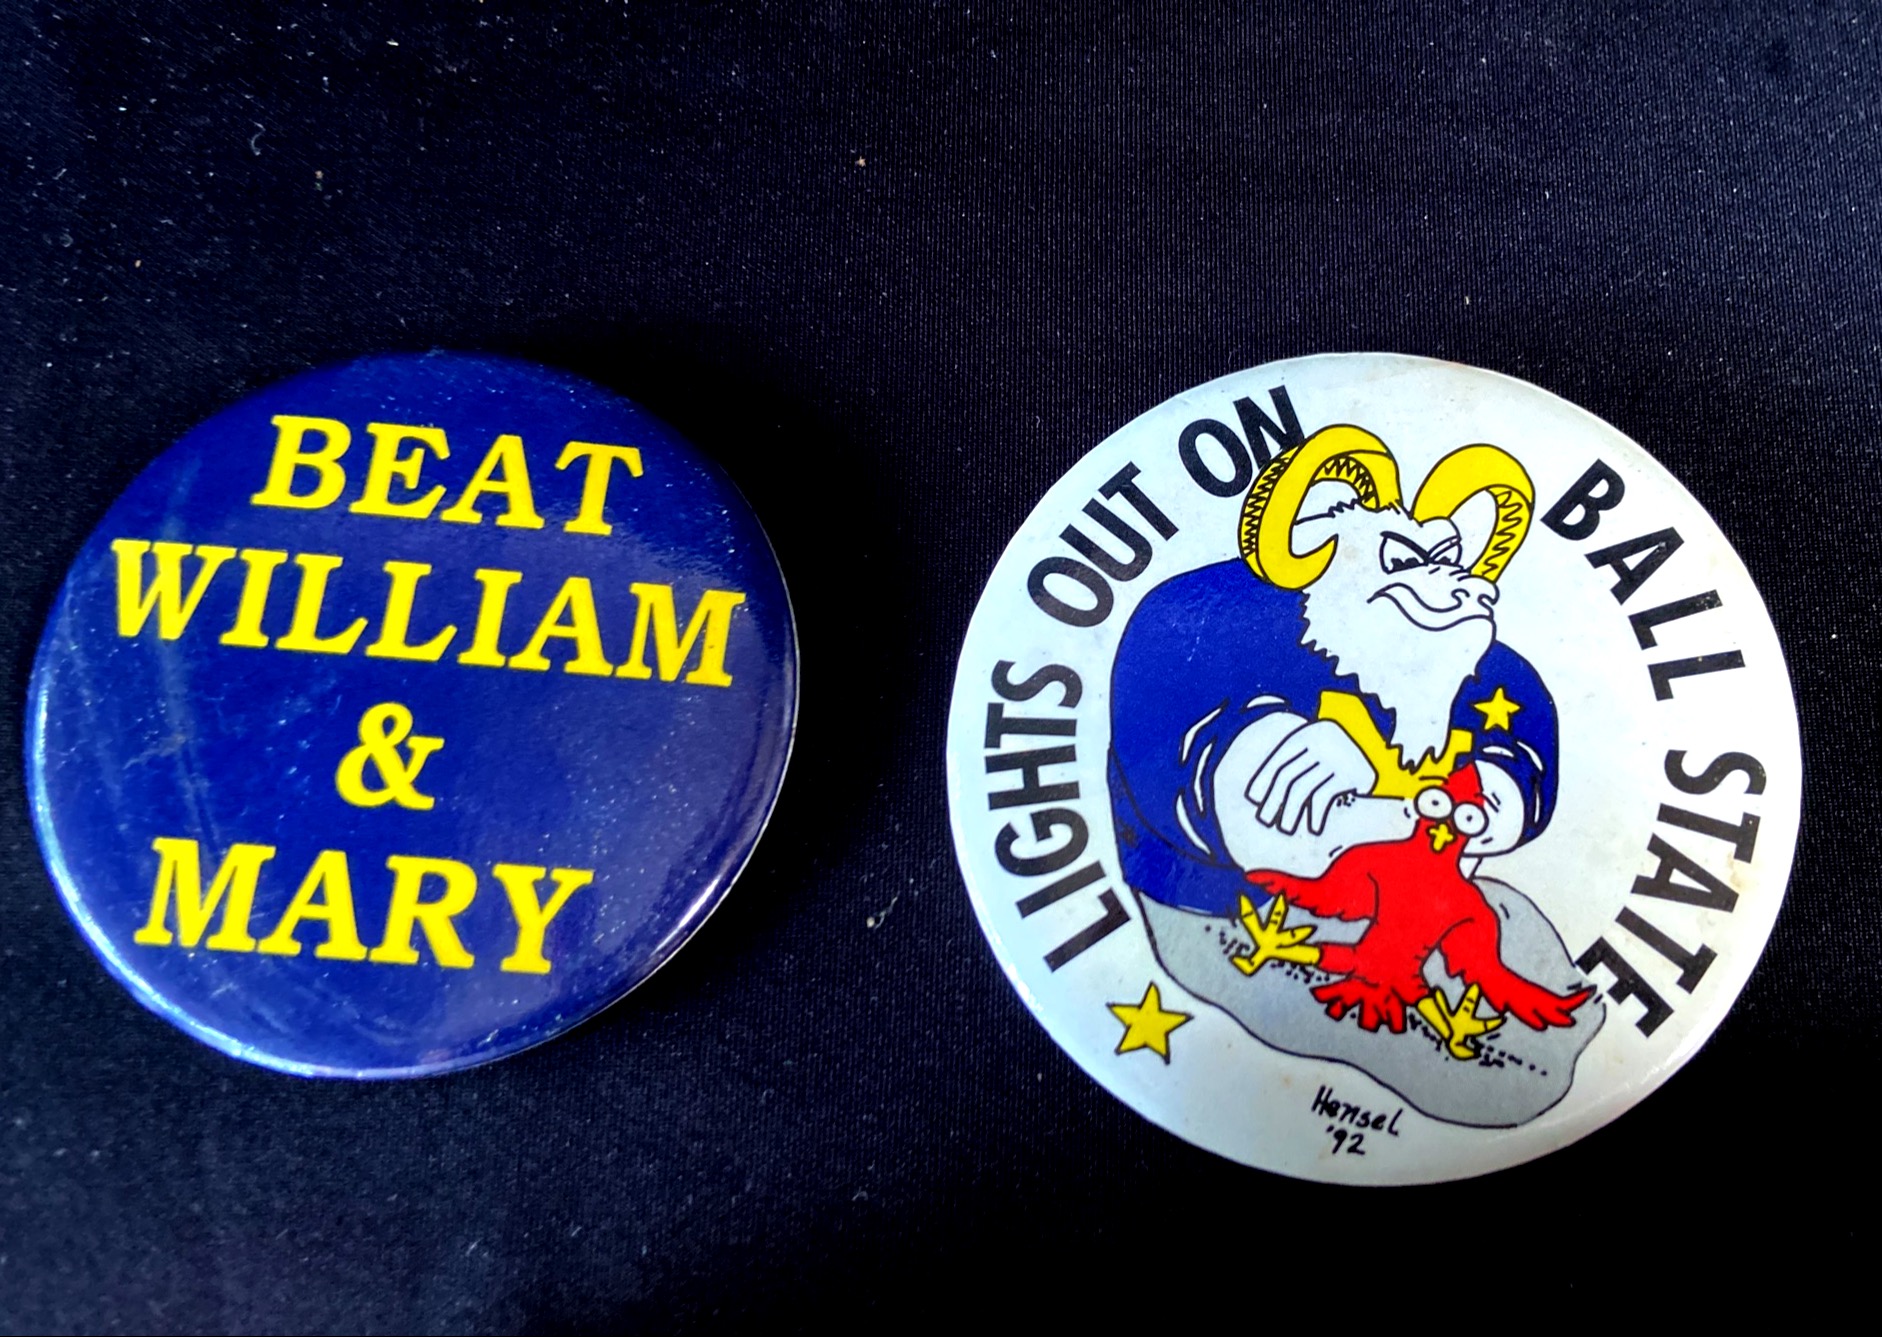 BEAT
WILLIAM
&
MARY
LIGHTS OUT ON BALL STATE
Hensel
'92